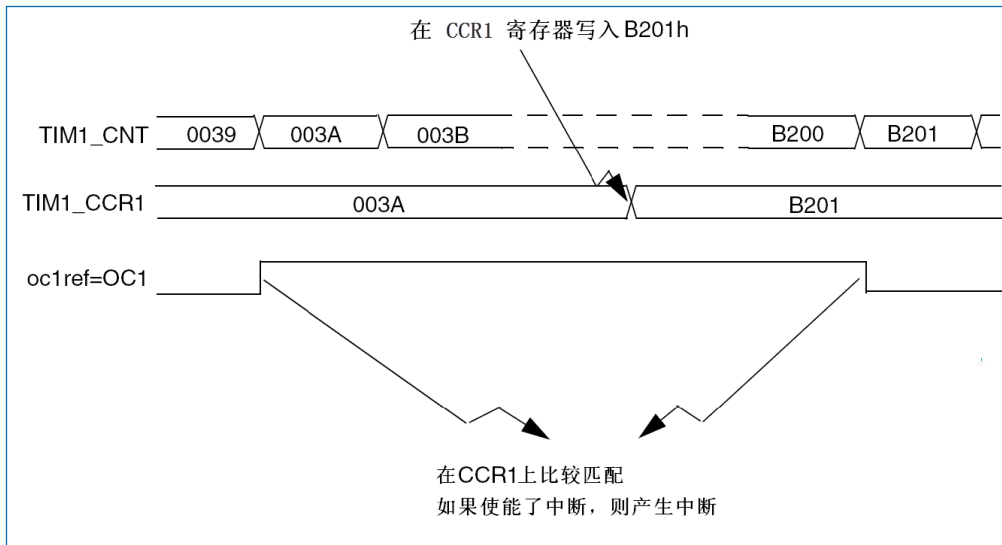 在 CCR1 寄存器写入B201h
TIM1_CNT 0039 003A 003B B200 B201
TIM1_CCR1 003A B201
oc1ref=OC1
在CCR1上比较匹配
如果使能了中断，则产生中断